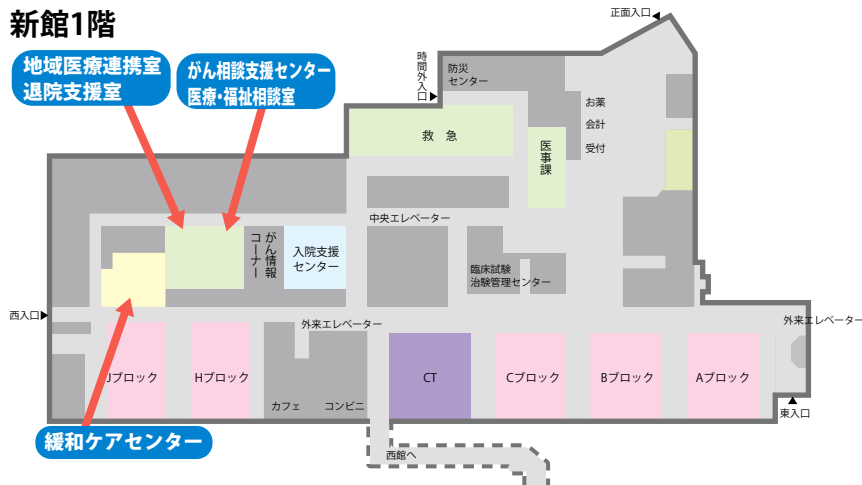 新館1階
地域医療連携室
退院支援室
がん相談支援センター
医療・福祉相談室
正面入口
時間外入口
防災
センター
お薬
会計
受付
救 急
医事課
中央エレベーター
がん情報
コーナー
入院支援
センター
臨床試験
治験管理センター
西入口
外来エレベーター
外来エレベーター
Jブロック
Hブロック
カフェ
コンビニ
CT
Cブロック
Bブロック
Aブロック
東入口
緩和ケアセンター
西館へ